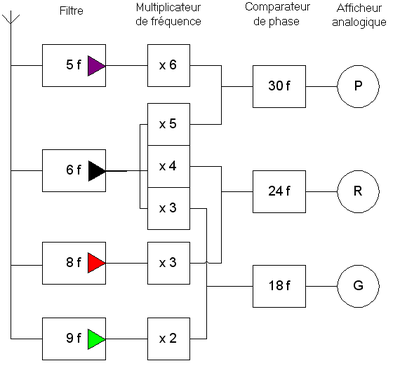 Filtre
Multiplicateur
de fréquence
Comparateur
de phase
Afficheur
analogique
5 f
x 6
30 f
P
x 5
6 f
x 4
24 f
R
x 3
8 f
x 3
18 f
G
9 f
x 2